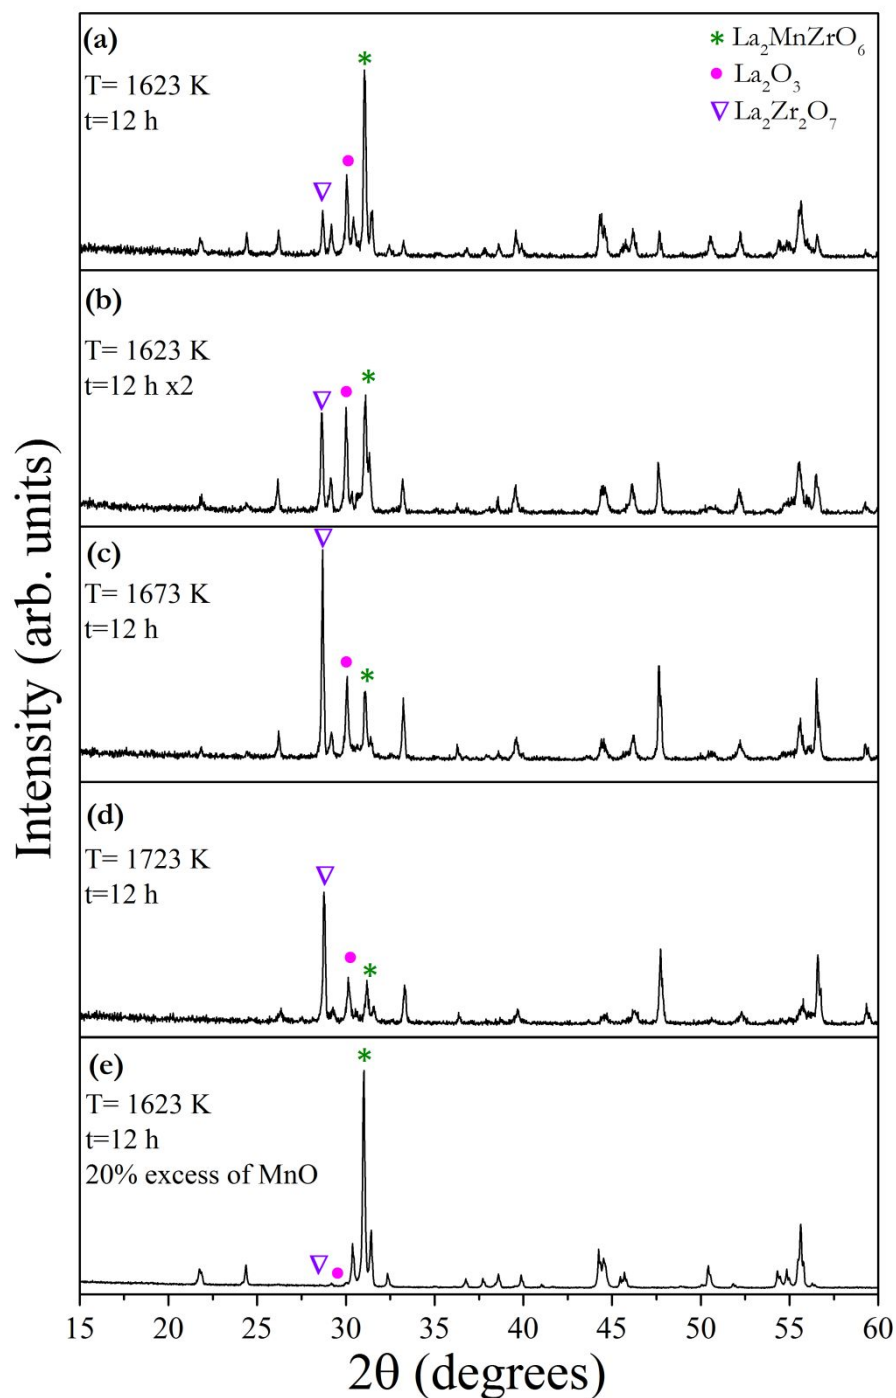 (a)
T= 1623 K
t=12 h
* La₂MnZrO₆
● La₂O₃
▽ La₂Zr₂O₇
(b)
T= 1623 K
t=12 h x2
(c)
T= 1673 K
t=12 h
(d)
T= 1723 K
t=12 h
(e)
T= 1623 K
t=12 h
20% excess of MnO
Intensity (arb. units)
15 20 25 30 35 40 45 50 55 60
2θ (degrees)